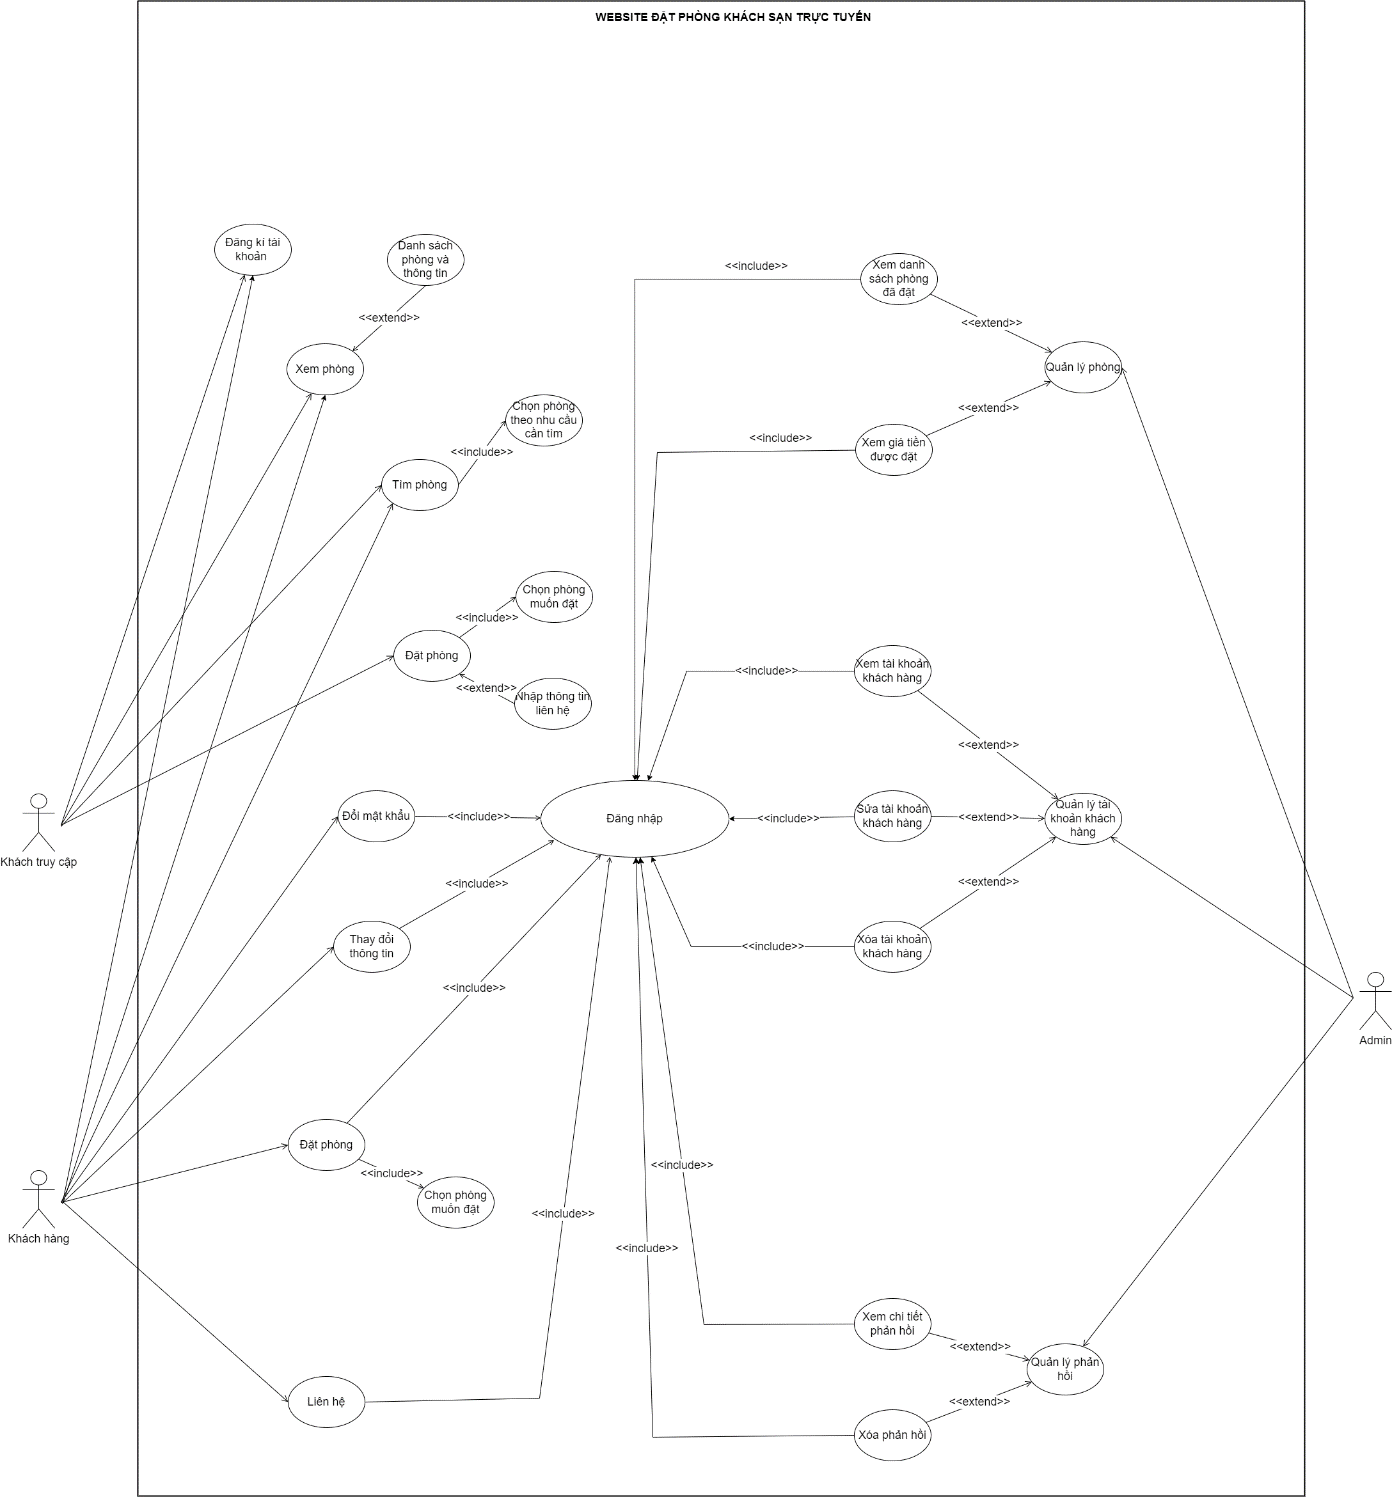 WEBSITE ĐẶT PHÒNG KHÁCH SẠN TRỰC TUYẾN
Đăng kí tài
khoản
Danh sách
phòng và
thông tin
<<extend>>
Xem phòng
Chọn phòng
theo nhu cầu
cần tìm
<<include>>
Tìm phòng
Chọn phòng
muốn đặt
<<include>>
Đặt phòng
<<extend>>
Nhập thông tin
liên hệ
Khách truy cập
Đổi mật khẩu
<<include>>
Đăng nhập
Thay đổi
thông tin
<<include>>
<<include>>
Đặt phòng
<<include>>
Chọn phòng
muốn đặt
Khách hàng
<<include>>
Liên hệ
<<include>>
Xem danh
sách phòng
đã đặt
<<extend>>
Quản lý phòng
<<extend>>
<<include>>
Xem giá tiền
được đặt
<<include>>
Xem tài khoản
khách hàng
<<extend>>
<<include>>
Sửa tài khoản
khách hàng
<<extend>>
Quản lý tài
khoản khách
hàng
<<extend>>
<<include>>
Xóa tài khoản
khách hàng
Admin
<<include>>
<<include>>
Xem chi tiết
phản hồi
<<extend>>
Quản lý phản
hồi
<<extend>>
Xóa phản hồi